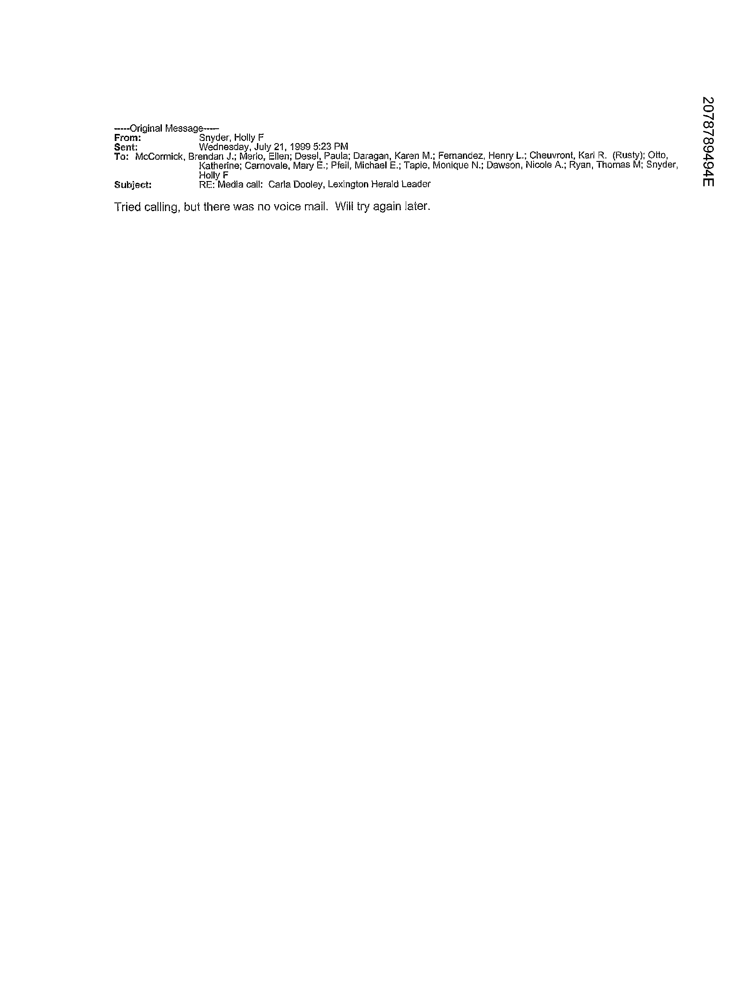 -----Original Message-----
From: Snyder, Holly F
Sent: Wednesday, July 21, 1999 5:23 PM
To: McCormick, Brendan J.; Merlo, Ellen; Desel, Paula; Daragan, Karen M.; Fernandez, Henry L.; Cheuvront, Karl R. (Rusty); Otto,
Katherine; Carnovale, Mary E.; Pfeil, Michael E.; Tapie, Monique N.; Dawson, Nicole A.; Ryan, Thomas M; Snyder,
Holly F
Subject: RE: Media call: Carla Dooley, Lexington Herald Leader
Tried calling, but there was no voice mail. Will try again later.
2078789494E